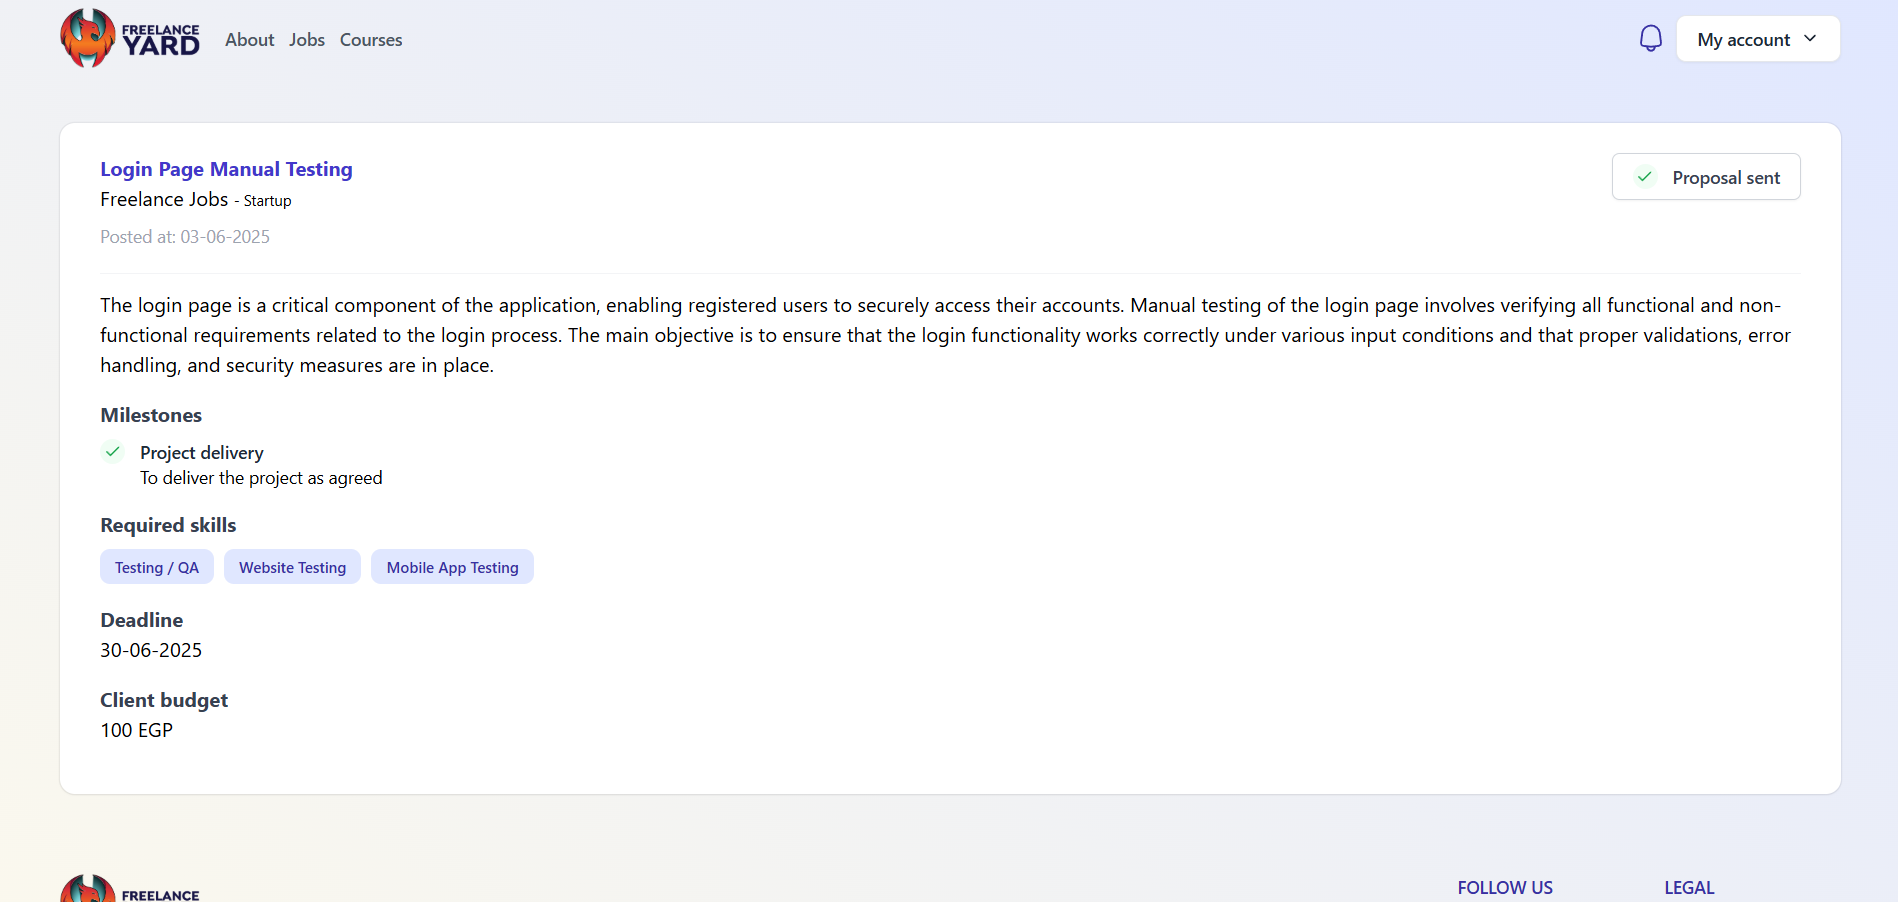 FREELANCE
YARD
About
Jobs
Courses
My account
Login Page Manual Testing
Proposal sent
Freelance Jobs - Startup
Posted at: 03-06-2025
The login page is a critical component of the application, enabling registered users to securely access their accounts. Manual testing of the login page involves verifying all functional and non-
functional requirements related to the login process. The main objective is to ensure that the login functionality works correctly under various input conditions and that proper validations, error
handling, and security measures are in place.
Milestones
Project delivery
To deliver the project as agreed
Required skills
Testing / QA
Website Testing
Mobile App Testing
Deadline
30-06-2025
Client budget
100 EGP
FREELANCE
FOLLOW US
LEGAL